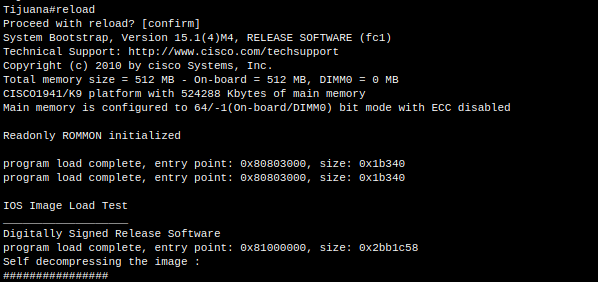 Tijuana#reload
Proceed with reload? [confirm]
System Bootstrap, Version 15.1(4)M4, RELEASE SOFTWARE (fc1)
Technical Support: http://www.cisco.com/techsupport
Copyright (c) 2010 by cisco Systems, Inc.
Total memory size = 512 MB - On-board = 512 MB, DIMM0 = 0 MB
CISCO1941/K9 platform with 524288 Kbytes of main memory
Main memory is configured to 64/-1(On-board/DIMM0) bit mode with ECC disabled
Readonly ROMMON initialized
program load complete, entry point: 0x80803000, size: 0x1b340
program load complete, entry point: 0x80803000, size: 0x1b340
IOS Image Load Test
___________________
Digitally Signed Release Software
program load complete, entry point: 0x81000000, size: 0x2bb1c58
Self decompressing the image :
################